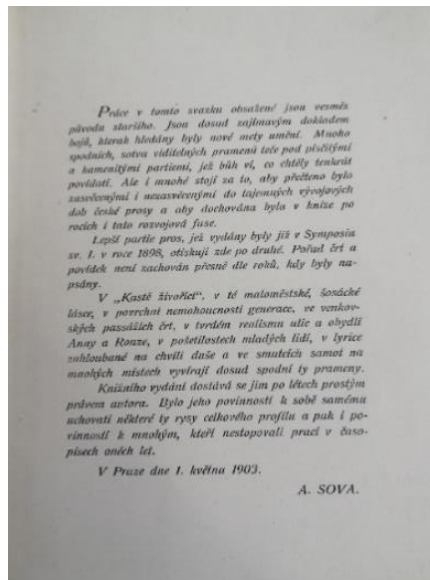 Práce v tomto svazku obsažené jsou vesměs
původu staršího. Jsou dosud zajímavým dokladem
bojů, kterak hledány byly nové mety umění. Mnoho
spodních, sotva viditelných pramenů teče pod písčitými
a kamenitými partiemi, jež bůh ví, co chtěly tenkrát
povídati. Ale i mnohé stojí za to, aby přečteno bylo
zasvěcenými i nezasvěcenými do tajemných vývojových
dob české prosy a aby dochována byla v knize po
rocích i tato rozvojová fase.
Lepší partie pros, jež vydány byly již v Symposia
sv. I. v roce 1898, otiskuji zde po druhé. Pořad črt a
povídek není zachován přesně dle roků, kdy byly na-
psány.
V „Kastě živořící“, v té maloměstské, šosácké
lásce, v povrchní nemohoucnosti generace, ve venkov-
ských passážích črt, v tvrdém realismu ulic a obydlí
Anny a Ronze, v pošetilostech mladých lidí, v lyrice
zahloubané na chvíli duše a ve smutcích samot na
mnohých místech vyvírají dosud spodní ty prameny.
Knižního vydání dostává se jim po létech prostým
právem autora. Bylo jeho povinností k sobě samému
uchovati některé ty rysy celkového profilu a pak i po-
vinností k mnohým, kteří nestopovali prací v časo-
pisech oněch let.
V Praze dne 1. května 1903.
A. SOVA.